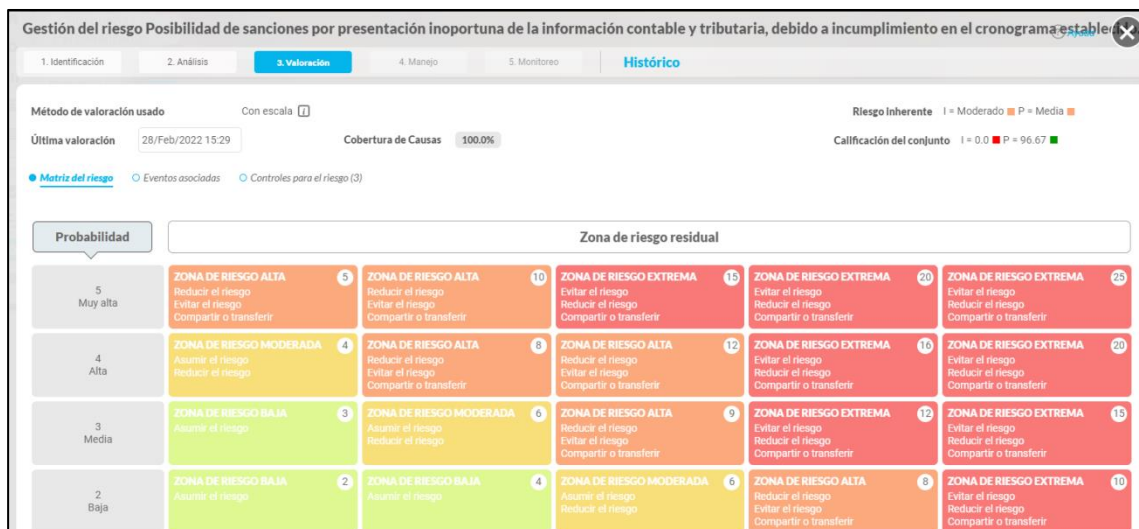 Gestión del riesgo Posibilidad de sanciones por presentación inoportuna de la información contable y tributaria, debido a incumplimiento en el cronograma
1. Identificación 2. Análisis 3. Valoración 4. Manejo 5. Monitoreo Histórico
Método de valoración usado Con escala i Riesgo inherente I = Moderado P = Media
Última valoración 28/Feb/2022 15:29 Cobertura de Causas 100.0% Calificación del conjunto I = 0.0 P = 96.67
Matriz del riesgo Eventos asociadas Controles para el riesgo (3)
Probabilidad Zona de riesgo residual
5
Muy alta
ZONA DE RIESGO ALTA 5
Reducir el riesgo
Evitar el riesgo
Compartir o transferir
ZONA DE RIESGO ALTA 10
Reducir el riesgo
Evitar el riesgo
Compartir o transferir
ZONA DE RIESGO EXTREMA 15
Evitar el riesgo
Reducir el riesgo
Compartir o transferir
ZONA DE RIESGO EXTREMA 20
Evitar el riesgo
Reducir el riesgo
Compartir o transferir
ZONA DE RIESGO EXTREMA 25
Evitar el riesgo
Reducir el riesgo
Compartir o transferir
4
Alta
ZONA DE RIESGO MODERADA 4
Asumir el riesgo
Reducir el riesgo
ZONA DE RIESGO ALTA 8
Reducir el riesgo
Evitar el riesgo
Compartir o transferir
ZONA DE RIESGO ALTA 12
Reducir el riesgo
Evitar el riesgo
Compartir o transferir
ZONA DE RIESGO EXTREMA 16
Evitar el riesgo
Reducir el riesgo
Compartir o transferir
ZONA DE RIESGO EXTREMA 20
Evitar el riesgo
Reducir el riesgo
Compartir o transferir
3
Media
ZONA DE RIESGO BAJA 3
Asumir el riesgo
ZONA DE RIESGO MODERADA 6
Asumir el riesgo
Reducir el riesgo
ZONA DE RIESGO ALTA 9
Reducir el riesgo
Evitar el riesgo
Compartir o transferir
ZONA DE RIESGO EXTREMA 12
Evitar el riesgo
Reducir el riesgo
Compartir o transferir
ZONA DE RIESGO EXTREMA 15
Evitar el riesgo
Reducir el riesgo
Compartir o transferir
2
Baja
ZONA DE RIESGO BAJA 2
Asumir el riesgo
ZONA DE RIESGO BAJA 4
Asumir el riesgo
ZONA DE RIESGO MODERADA 6
Asumir el riesgo
Reducir el riesgo
ZONA DE RIESGO ALTA 8
Reducir el riesgo
Evitar el riesgo
Compartir o transferir
ZONA DE RIESGO EXTREMA 10
Evitar el riesgo
Reducir el riesgo
Compartir o transferir